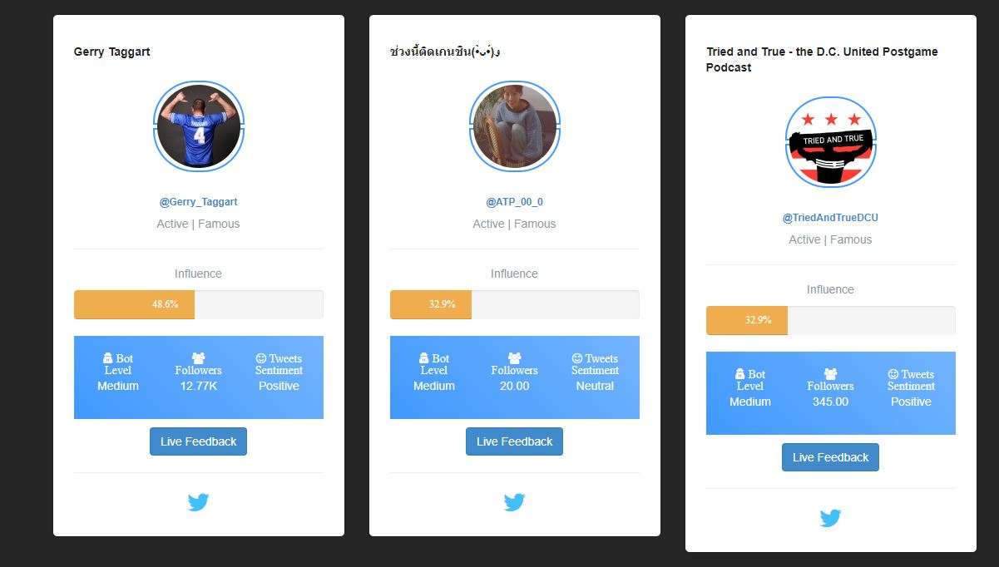 Gerry Taggart
TAGGART
4
@Gerry_Taggart
Active | Famous
Influence
48.6%
Bot
Level
Medium
Followers
12.77K
Tweets
Sentiment
Positive
Live Feedback
ช่วงนี้ติดเกนชิน(•̀ᴗ•́)و
@ATP_00_0
Active | Famous
Influence
32.9%
Bot
Level
Medium
Followers
20.00
Tweets
Sentiment
Neutral
Live Feedback
Tried and True - the D.C. United Postgame
Podcast
TRIED AND TRUE
@TriedAndTrueDCU
Active | Famous
Influence
32.9%
Bot
Level
Medium
Followers
345.00
Tweets
Sentiment
Positive
Live Feedback